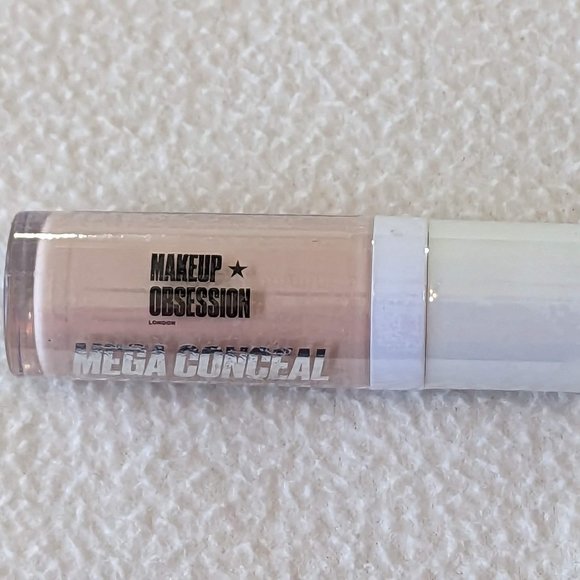 MAKEUP ★
OBSESSION
LONDON
MEGA CONCEAL